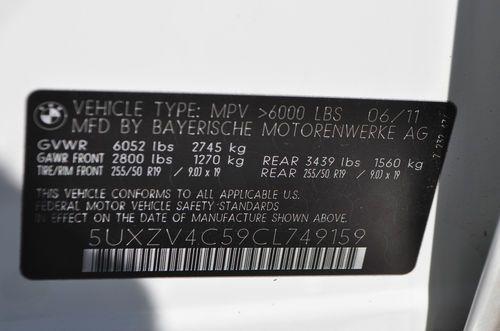 BMW VEHICLE TYPE: MPV >6000 LBS 06/11
MFD BY BAYERISCHE MOTORENWERKE AG
GVWR 6052 lbs 2745 kg
GAWR FRONT 2800 lbs 1270 kg REAR 3439 lbs 1560 kg
TIRE/RIM FRONT 255/50 R19 // 9.0J x 19 REAR 255/50 R19 // 9.0J x 19
THIS VEHICLE CONFORMS TO ALL APPLICABLE
FEDERAL MOTOR VEHICLE SAFETY STANDARDS
IN EFFECT ON THE DATE OF MANUFACTURE SHOWN ABOVE
5UXZV4C59CL749159